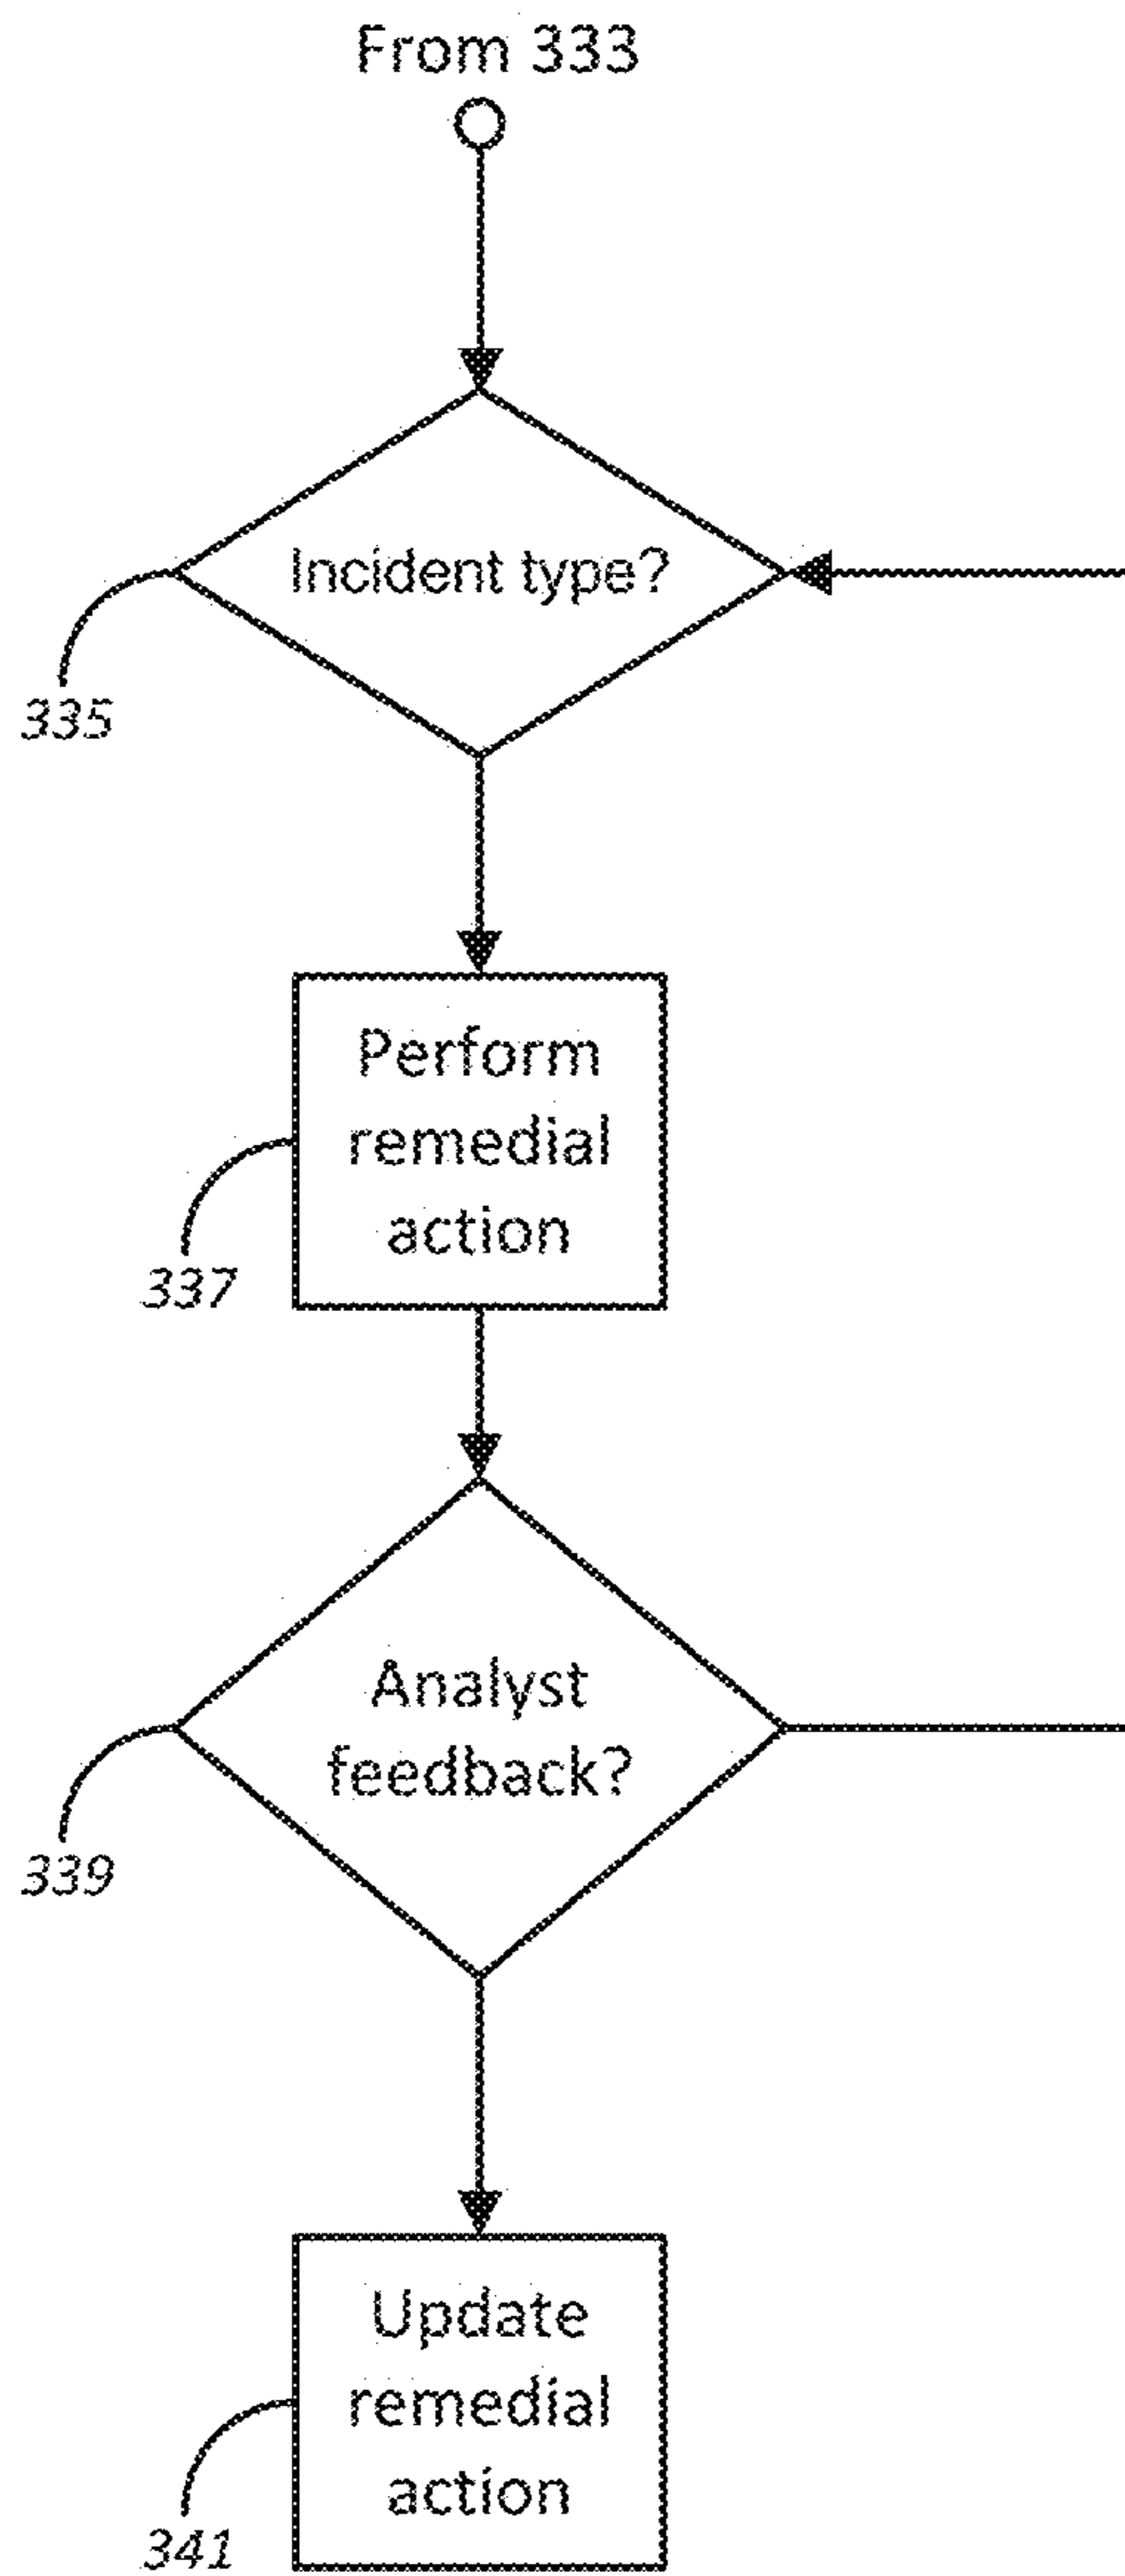 From 333
Incident type?
335
Perform
remedial
action
337
Analyst
feedback?
339
Update
remedial
action
341